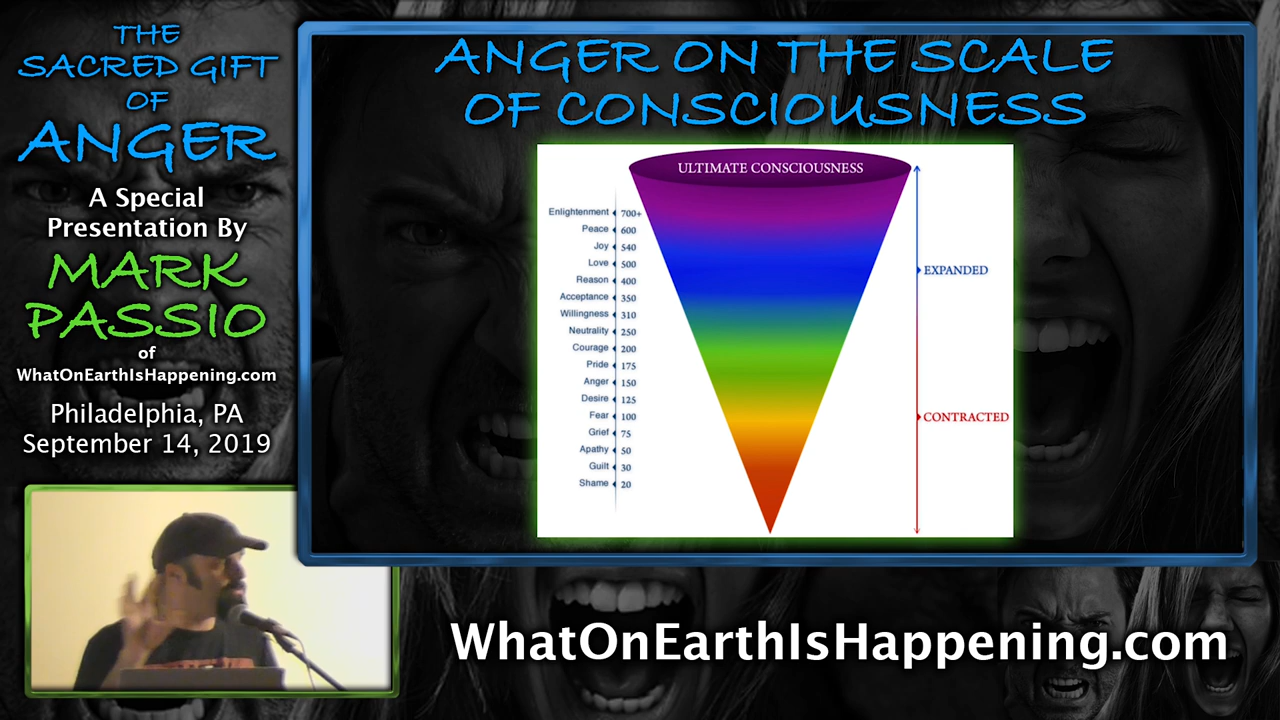 THE
SACRED GIFT
OF
ANGER
A Special
Presentation By
MARK
PASSIO
of
WhatOnEarthIsHappening.com
Philadelphia, PA
September 14, 2019
ANGER ON THE SCALE
OF CONSCIOUSNESS
ULTIMATE CONSCIOUSNESS
Enlightenment 700+
Peace 600
Joy 540
Love 500
Reason 400
Acceptance 350
Willingness 310
Neutrality 250
Courage 200
Pride 175
Anger 150
Desire 125
Fear 100
Grief 75
Apathy 50
Guilt 30
Shame 20
EXPANDED
CONTRACTED
WhatOnEarthIsHappening.com